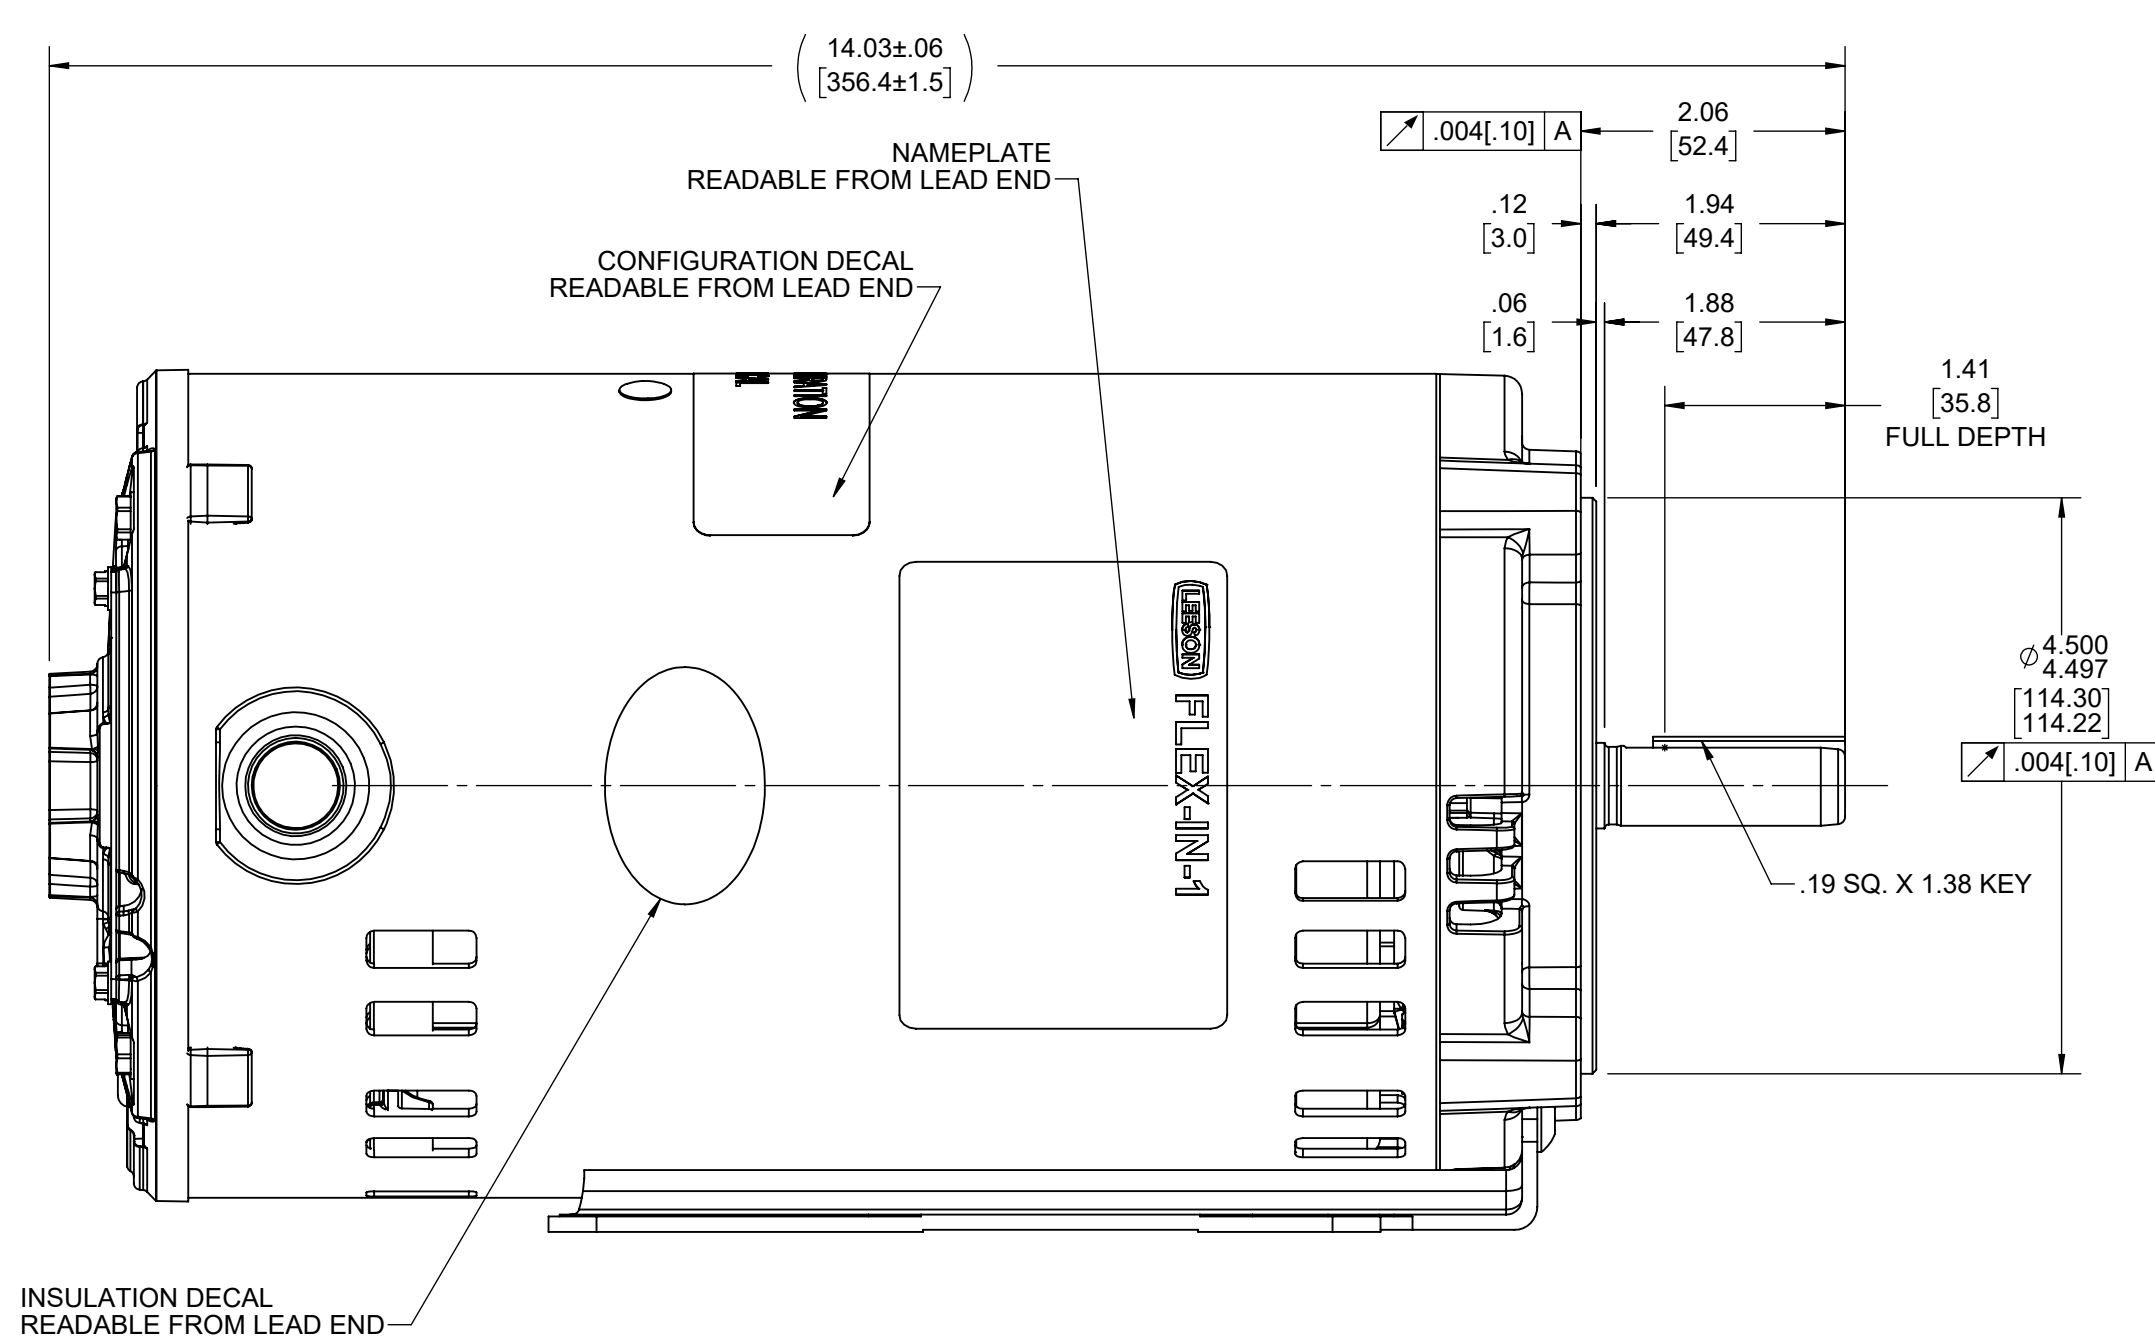 14.03±.06
[356.4±1.5]
.004[.10] A
2.06
[52.4]
NAMEPLATE
READABLE FROM LEAD END
.12
[3.0]
1.94
[49.4]
CONFIGURATION DECAL
READABLE FROM LEAD END
.06
[1.6]
1.88
[47.8]
1.41
[35.8]
FULL DEPTH
LEESON
FLEX-IN-1
⌀4.500
4.497
[114.30]
[114.22]
.004[.10] A
.19 SQ. X 1.38 KEY
INSULATION DECAL
READABLE FROM LEAD END